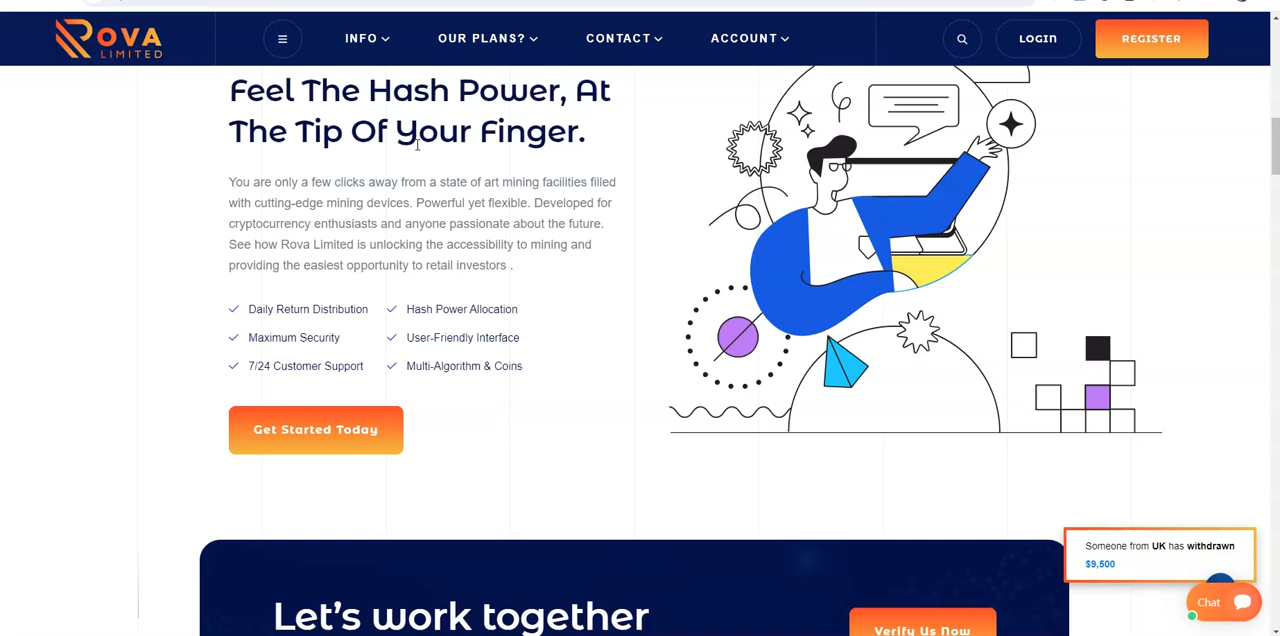 ROVA
LIMITED
INFO
OUR PLANS?
CONTACT
ACCOUNT
LOGIN
REGISTER
Feel The Hash Power, At
The Tip Of Your Finger.
You are only a few clicks away from a state of art mining facilities filled
with cutting-edge mining devices. Powerful yet flexible. Developed for
cryptocurrency enthusiasts and anyone passionate about the future.
See how Rova Limited is unlocking the accessibility to mining and
providing the easiest opportunity to retail investors .
Daily Return Distribution
Hash Power Allocation
Maximum Security
User-Friendly Interface
7/24 Customer Support
Multi-Algorithm & Coins
Get Started Today
Someone from UK has withdrawn
$9,500
Chat
Let's work together
Verify Us Now